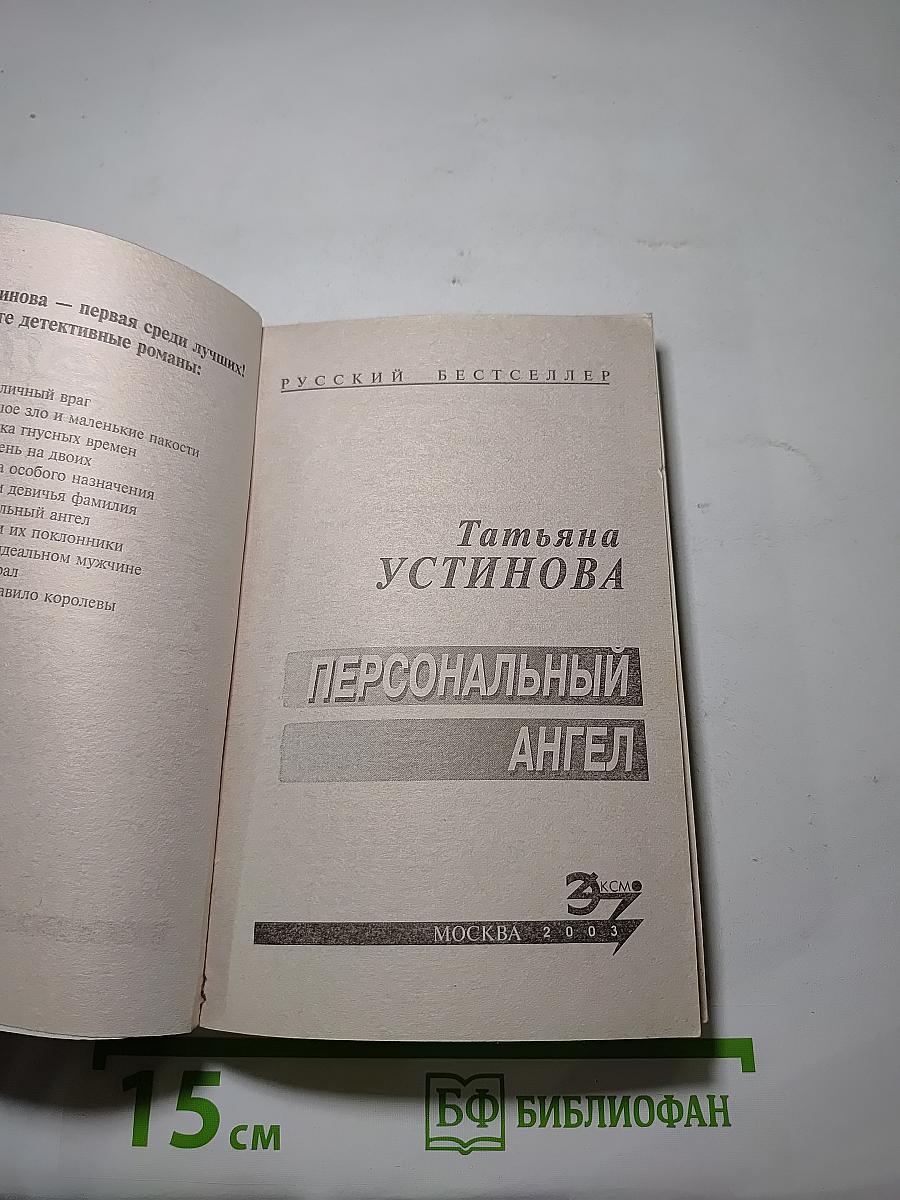 инова — первая среди лучших!
те детективные романы:
личный враг
ое зло и маленькие пакости
ка гнусных времен
ень на двоих
а особого назначения
и девичья фамилия
льный ангел
и их поклонники
идеальном мужчине
рал
авило королевы
РУССКИЙ БЕСТСЕЛЛЕР
Татьяна
УСТИНОВА
ПЕРСОНАЛЬНЫЙ
АНГЕЛ
ЭКСМО
МОСКВА 2003
15 см
БФ БИБЛИОФАН